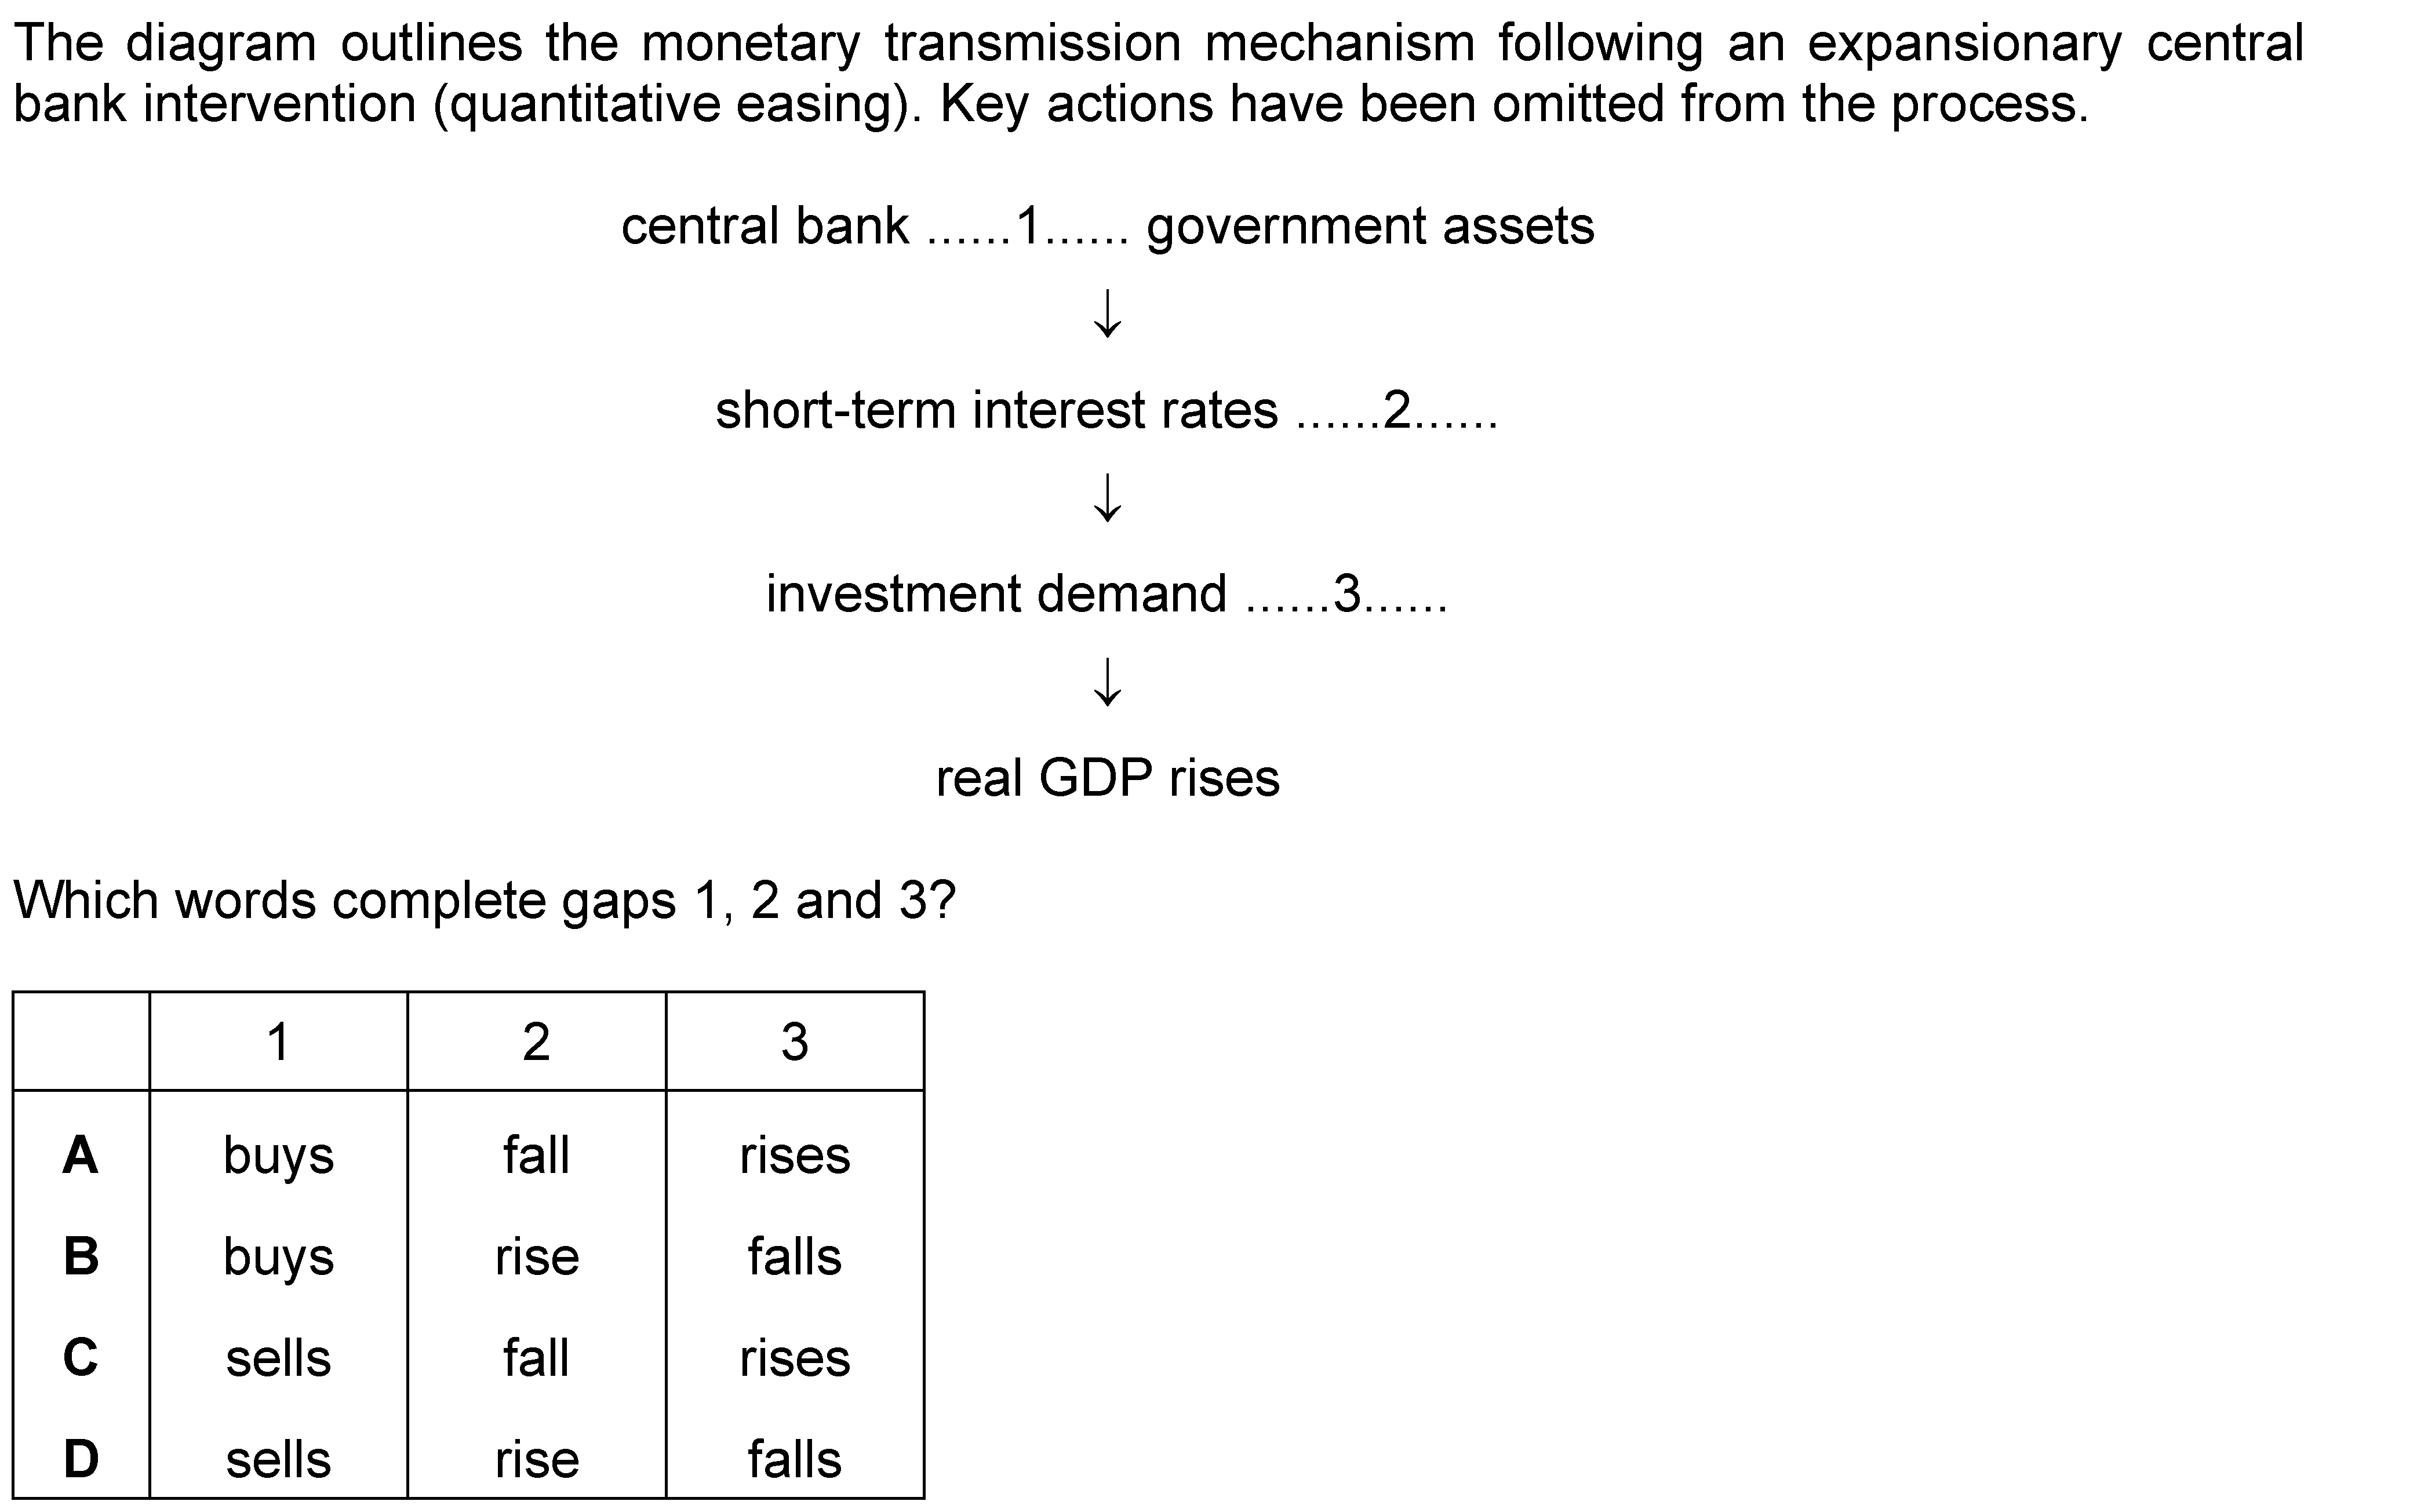 The diagram outlines the monetary transmission mechanism following an expansionary central
bank intervention (quantitative easing). Key actions have been omitted from the process.
central bank ......1...... government assets
↓
short-term interest rates ......2......
↓
investment demand ......3......
↓
real GDP rises
Which words complete gaps 1, 2 and 3?
1 2 3
A buys fall rises
B buys rise falls
C sells fall rises
D sells rise falls